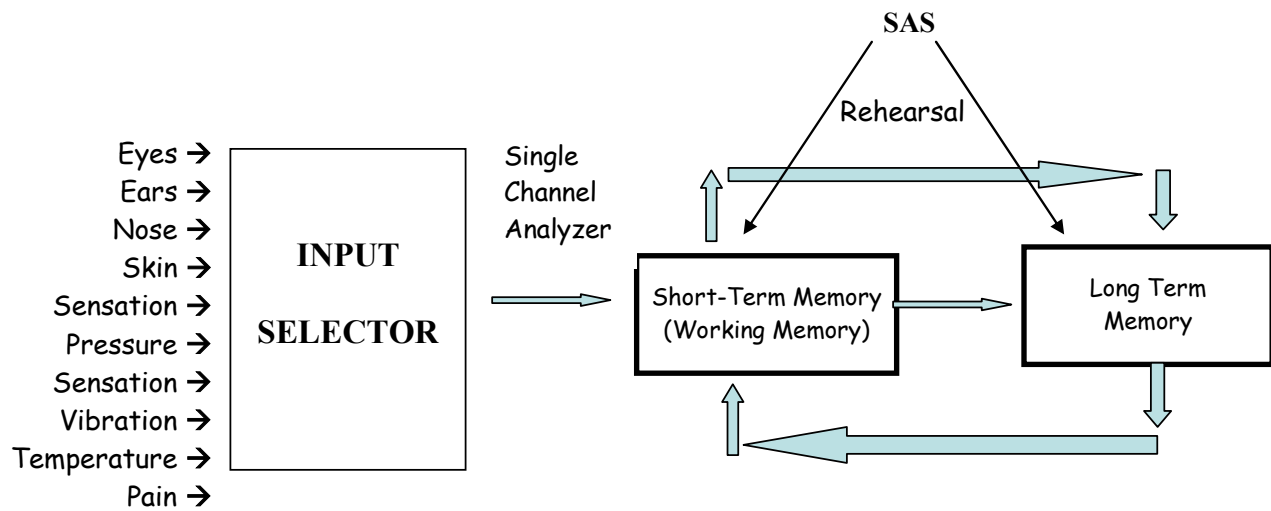 SAS
Rehearsal
Eyes →
Ears →
Nose →
Skin →
Sensation →
Pressure →
Sensation →
Vibration →
Temperature →
Pain →
INPUT
SELECTOR
Single
Channel
Analyzer
Short-Term Memory
(Working Memory)
Long Term
Memory